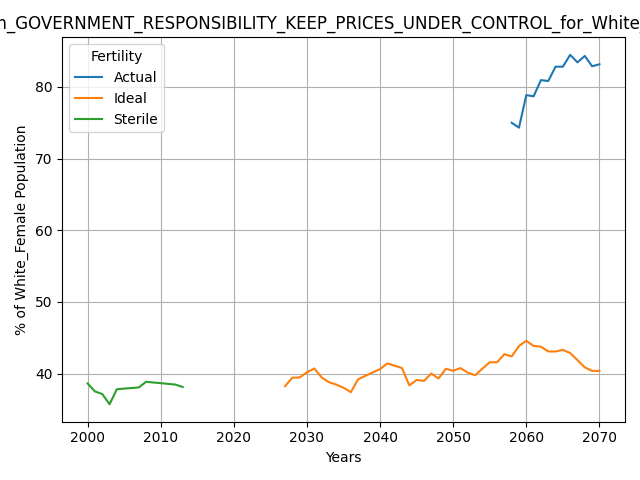 GOVERNMENT_RESPONSIBILITY_KEEP_PRICES_UNDER_CONTROL_for_White_
Fertility
Actual
Ideal
Sterile
% of White_Female Population
80
70
60
50
40
2000 2010 2020 2030 2040 2050 2060 2070
Years